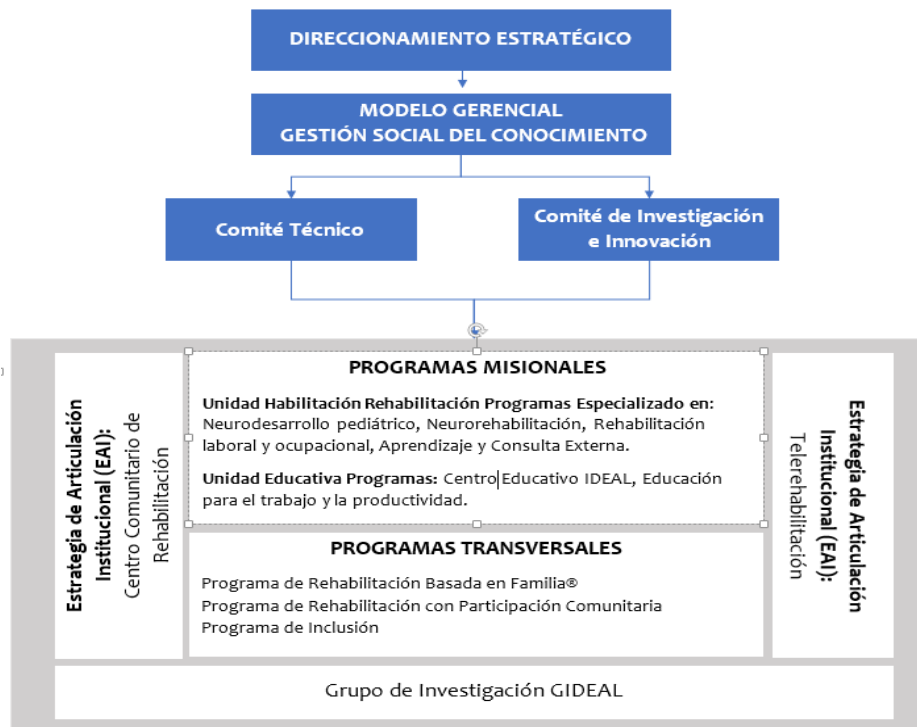 DIRECCIONAMIENTO ESTRATÉGICO
MODELO GERENCIAL
GESTIÓN SOCIAL DEL CONOCIMIENTO
Comité Técnico
Comité de Investigación
e Innovación
Estrategia de Articulación
Institucional (EAI):
Centro Comunitario de
Rehabilitación
PROGRAMAS MISIONALES
Unidad Habilitación Rehabilitación Programas Especializado en:
Neurodesarrollo pediátrico, Neurorehabilitación, Rehabilitación
laboral y ocupacional, Aprendizaje y Consulta Externa.
Unidad Educativa Programas: Centro Educativo IDEAL, Educación
para el trabajo y la productividad.
PROGRAMAS TRANSVERSALES
Programa de Rehabilitación Basada en Familia®
Programa de Rehabilitación con Participación Comunitaria
Programa de Inclusión
Estrategia de Articulación
Institucional (EAI):
Telerehabilitación
Grupo de Investigación GIDEAL